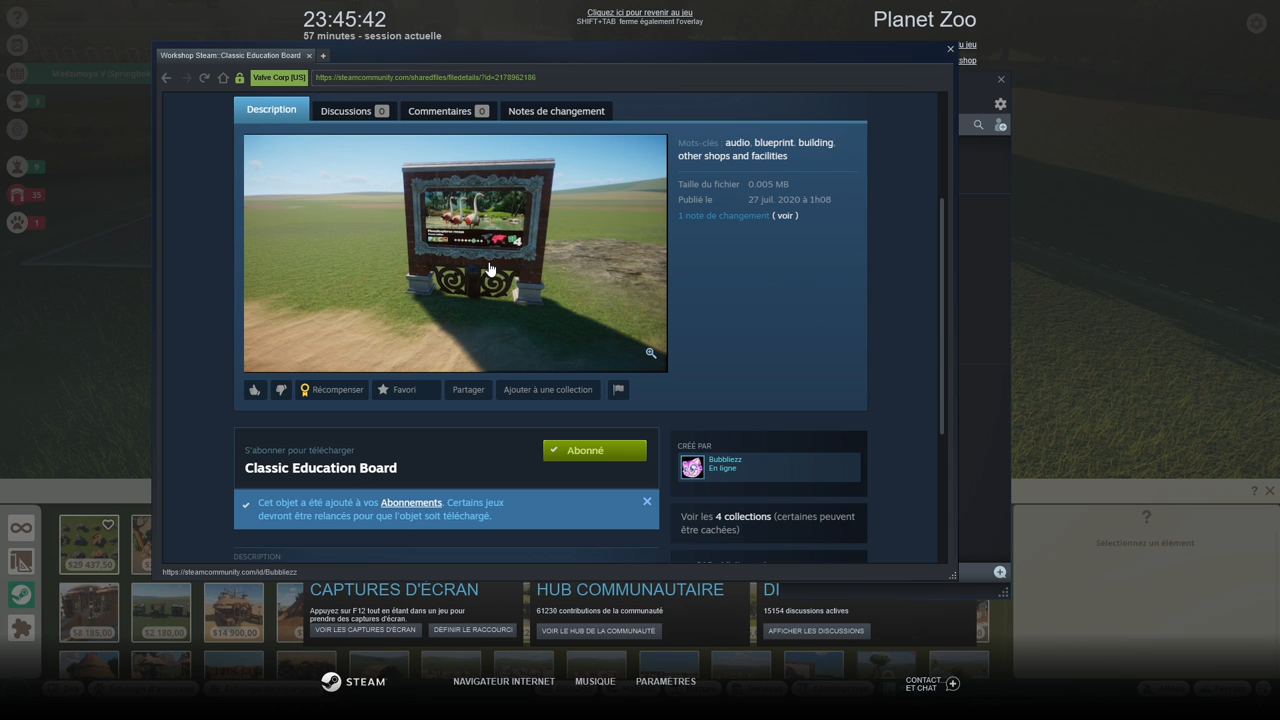 23:45:42
57 minutes - session actuelle
Cliquez ici pour revenir au jeu
SHIFT+TAB ferme également l'overlay
Planet Zoo
u jeu
shop
Workshop Steam::Classic Education Board
Valve Corp [US]
https://steamcommunity.com/sharedfiles/filedetails/?id=2178962186
Description
Discussions 0
Commentaires 0
Notes de changement
Mots-clés : audio, blueprint, building,
other shops and facilities
Taille du fichier 0.005 MB
Publié le 27 juil. 2020 à 1h08
1 note de changement ( voir )
3
9
35
1
Récompenser
Favori
Partager
Ajouter à une collection
S'abonner pour télécharger
Classic Education Board
Abonné
Cet objet a été ajouté à vos Abonnements. Certains jeux
devront être relancés pour que l'objet soit téléchargé.
DESCRIPTION
CRÉÉ PAR
Bubbliezz
En ligne
Voir les 4 collections (certaines peuvent
être cachées)
https://steamcommunity.com/id/Bubbliezz
Sélectionnez un élément
$29 437,50
$8 185,00
$2 180,00
$14 900,00
CAPTURES D'ÉCRAN
Appuyez sur F12 tout en étant dans un jeu pour
prendre des captures d'écran.
VOIR LES CAPTURES D'ÉCRAN
DÉFINIR LE RACCOURCI
HUB COMMUNAUTAIRE
61230 contributions de la communauté
VOIR LE HUB DE LA COMMUNAUTÉ
DI
15154 discussions actives
AFFICHER LES DISCUSSIONS
STEAM
NAVIGATEUR INTERNET
MUSIQUE
PARAMÈTRES
CONTACT...
ET CHAT